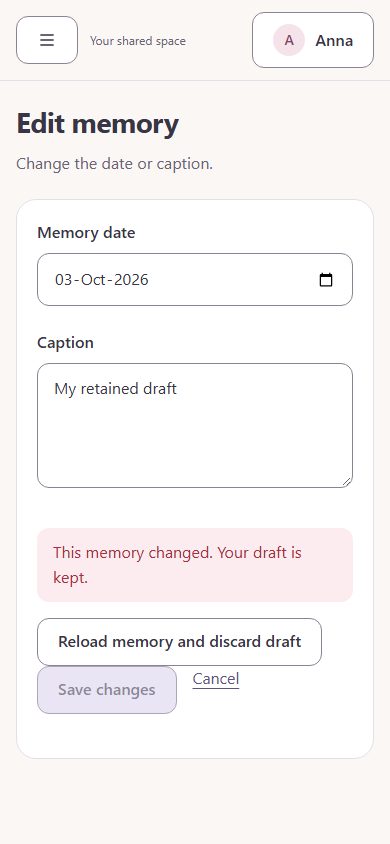 Your shared space
A Anna
Edit memory
Change the date or caption.
Memory date
03-Oct-2026
Caption
My retained draft
This memory changed. Your draft is
kept.
Reload memory and discard draft
Save changes
Cancel